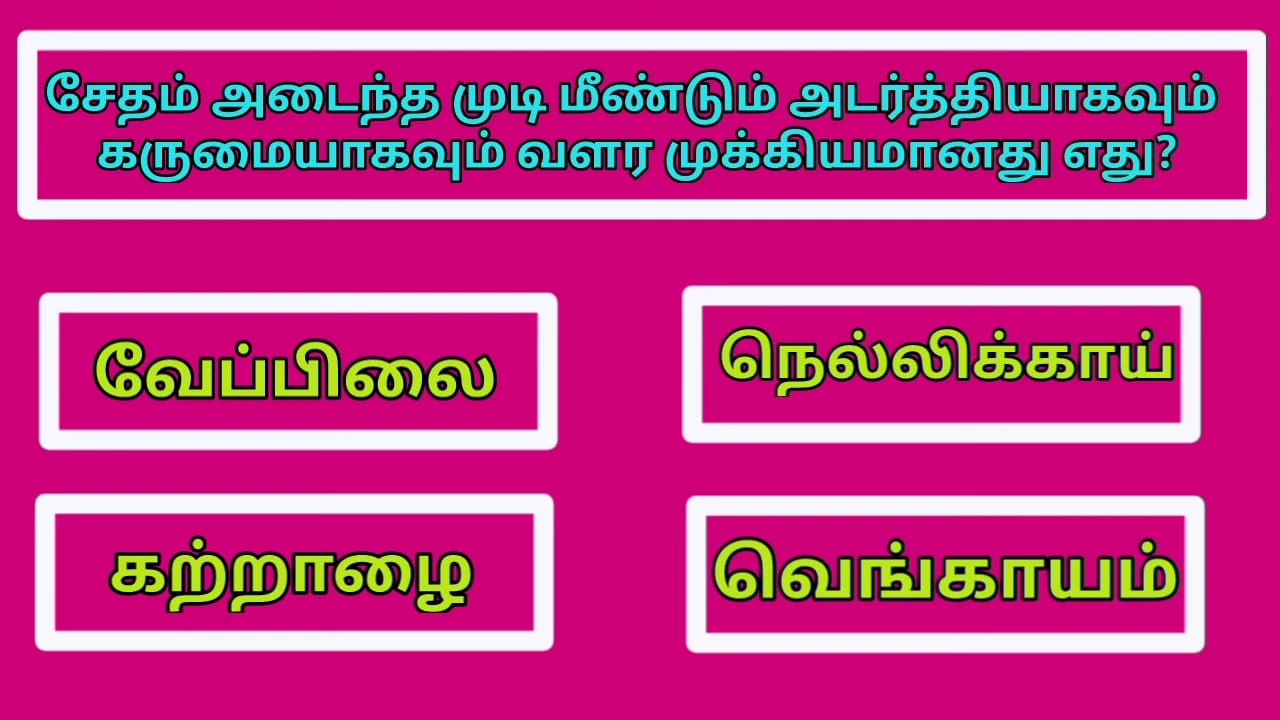 சேதம் அடைந்த முடி மீண்டும் அடர்த்தியாகவும்
கருமையாகவும் வளர முக்கியமானது எது?
வேப்பிலை
நெல்லிக்காய்
கற்றாழை
வெங்காயம்